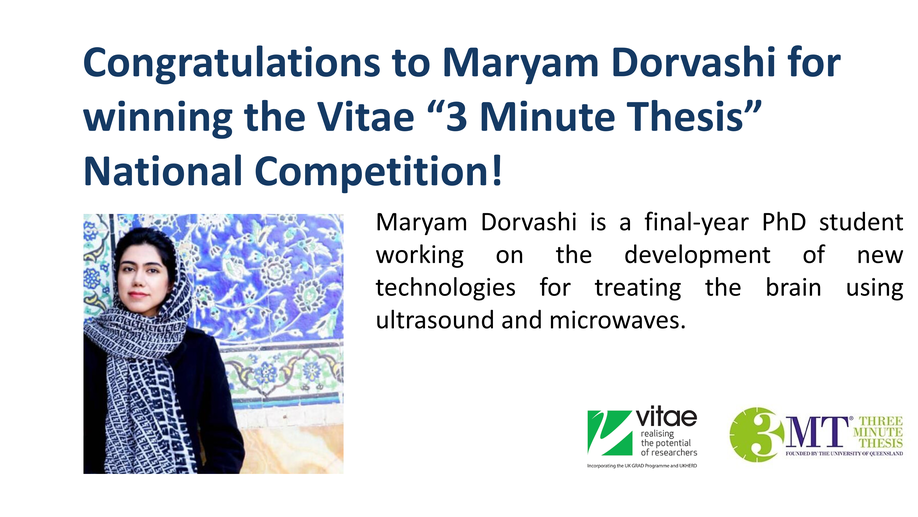 Congratulations to Maryam Dorvashi for
winning the Vitae “3 Minute Thesis”
National Competition!
Maryam Dorvashi is a final-year PhD student
working on the development of new
technologies for treating the brain using
ultrasound and microwaves.
vitae
realising
the potential
of researchers
Incorporating the UK GRAD Programme and UKHERD
3MT® THREE
MINUTE
THESIS
FOUNDED BY THE UNIVERSITY OF QUEENSLAND